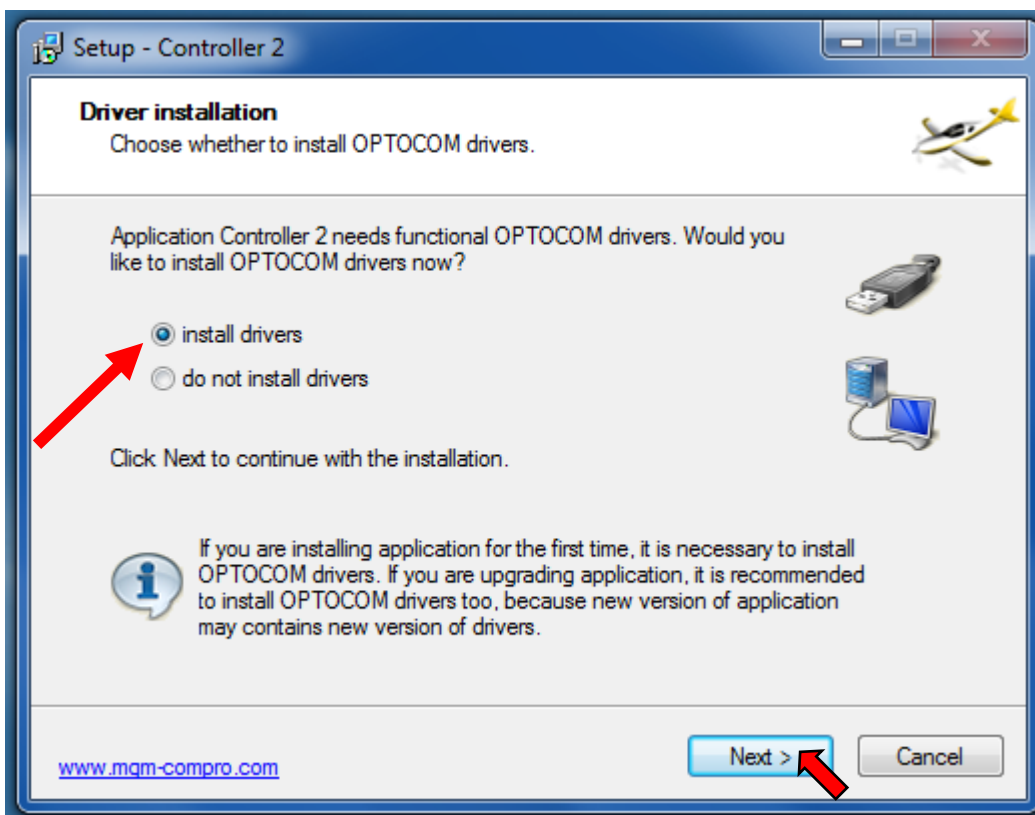 Setup - Controller 2
Driver installation
Choose whether to install OPTOCOM drivers.
Application Controller 2 needs functional OPTOCOM drivers. Would you
like to install OPTOCOM drivers now?
install drivers
do not install drivers
Click Next to continue with the installation.
If you are installing application for the first time, it is necessary to install
OPTOCOM drivers. If you are upgrading application, it is recommended
to install OPTOCOM drivers too, because new version of application
may contains new version of drivers.
www.mgm-compro.com
Next >
Cancel